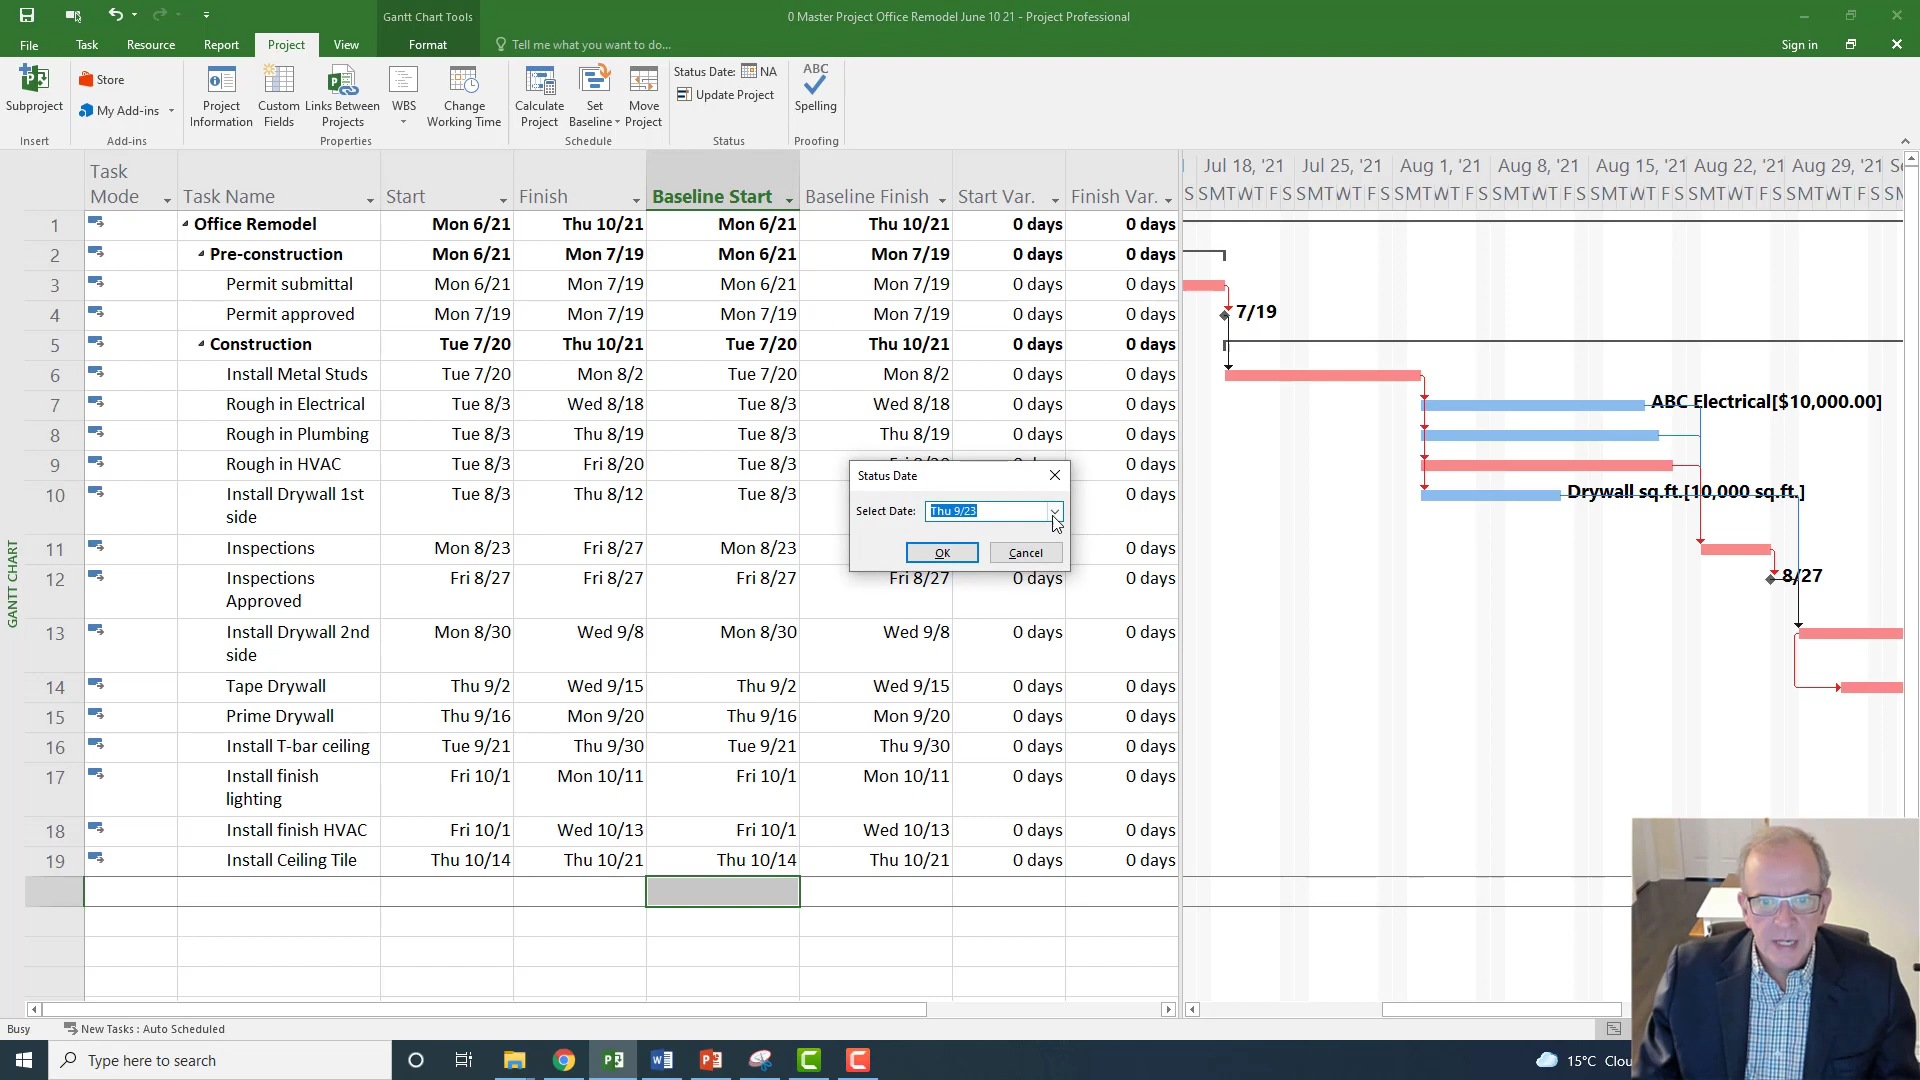 Gantt Chart Tools
0 Master Project Office Remodel June 10 21 - Project Professional
File Task Resource Report Project View Format Tell me what you want to do... Sign in
Subproject
Insert
Store
My Add-ins
Add-ins
Project Information
Custom Fields
Links Between Projects
WBS
Change Working Time
Properties
Calculate Project
Set Baseline
Move Project
Schedule
Status Date: NA
Update Project
Status
ABC
Spelling
Proofing
Task Mode Task Name Start Finish Baseline Start Baseline Finish Start Var. Finish Var.
Jul 18, '21 Jul 25, '21 Aug 1, '21 Aug 8, '21 Aug 15, '21 Aug 22, '21 Aug 29, '21
S S M T W T F S S M T W T F S S M T W T F S S M T W T F S S M T W T F S S M T W T F S S M T W T F S
1 Office Remodel Mon 6/21 Thu 10/21 Mon 6/21 Thu 10/21 0 days 0 days
2 Pre-construction Mon 6/21 Mon 7/19 Mon 6/21 Mon 7/19 0 days 0 days
3 Permit submittal Mon 6/21 Mon 7/19 Mon 6/21 Mon 7/19 0 days 0 days
4 Permit approved Mon 7/19 Mon 7/19 Mon 7/19 Mon 7/19 0 days 0 days 7/19
5 Construction Tue 7/20 Thu 10/21 Tue 7/20 Thu 10/21 0 days 0 days
6 Install Metal Studs Tue 7/20 Mon 8/2 Tue 7/20 Mon 8/2 0 days 0 days
7 Rough in Electrical Tue 8/3 Wed 8/18 Tue 8/3 Wed 8/18 0 days 0 days ABC Electrical[$10,000.00]
8 Rough in Plumbing Tue 8/3 Thu 8/19 Tue 8/3 Thu 8/19 0 days 0 days
9 Rough in HVAC Tue 8/3 Fri 8/20 Tue 8/3
10 Install Drywall 1st side Tue 8/3 Thu 8/12 Tue 8/3 0 days Drywall sq.ft.[10,000 sq.ft.]
11 Inspections Mon 8/23 Fri 8/27 Mon 8/23 0 days
12 Inspections Approved Fri 8/27 Fri 8/27 Fri 8/27 Fri 8/27 0 days 0 days 8/27
13 Install Drywall 2nd side Mon 8/30 Wed 9/8 Mon 8/30 Wed 9/8 0 days 0 days
14 Tape Drywall Thu 9/2 Wed 9/15 Thu 9/2 Wed 9/15 0 days 0 days
15 Prime Drywall Thu 9/16 Mon 9/20 Thu 9/16 Mon 9/20 0 days 0 days
16 Install T-bar ceiling Tue 9/21 Thu 9/30 Tue 9/21 Thu 9/30 0 days 0 days
17 Install finish lighting Fri 10/1 Mon 10/11 Fri 10/1 Mon 10/11 0 days 0 days
18 Install finish HVAC Fri 10/1 Wed 10/13 Fri 10/1 Wed 10/13 0 days 0 days
19 Install Ceiling Tile Thu 10/14 Thu 10/21 Thu 10/14 Thu 10/21 0 days 0 days
Status Date
Select Date: Thu 9/23
OK Cancel
GANTT CHART
Busy New Tasks : Auto Scheduled
Type here to search
15°C Clou